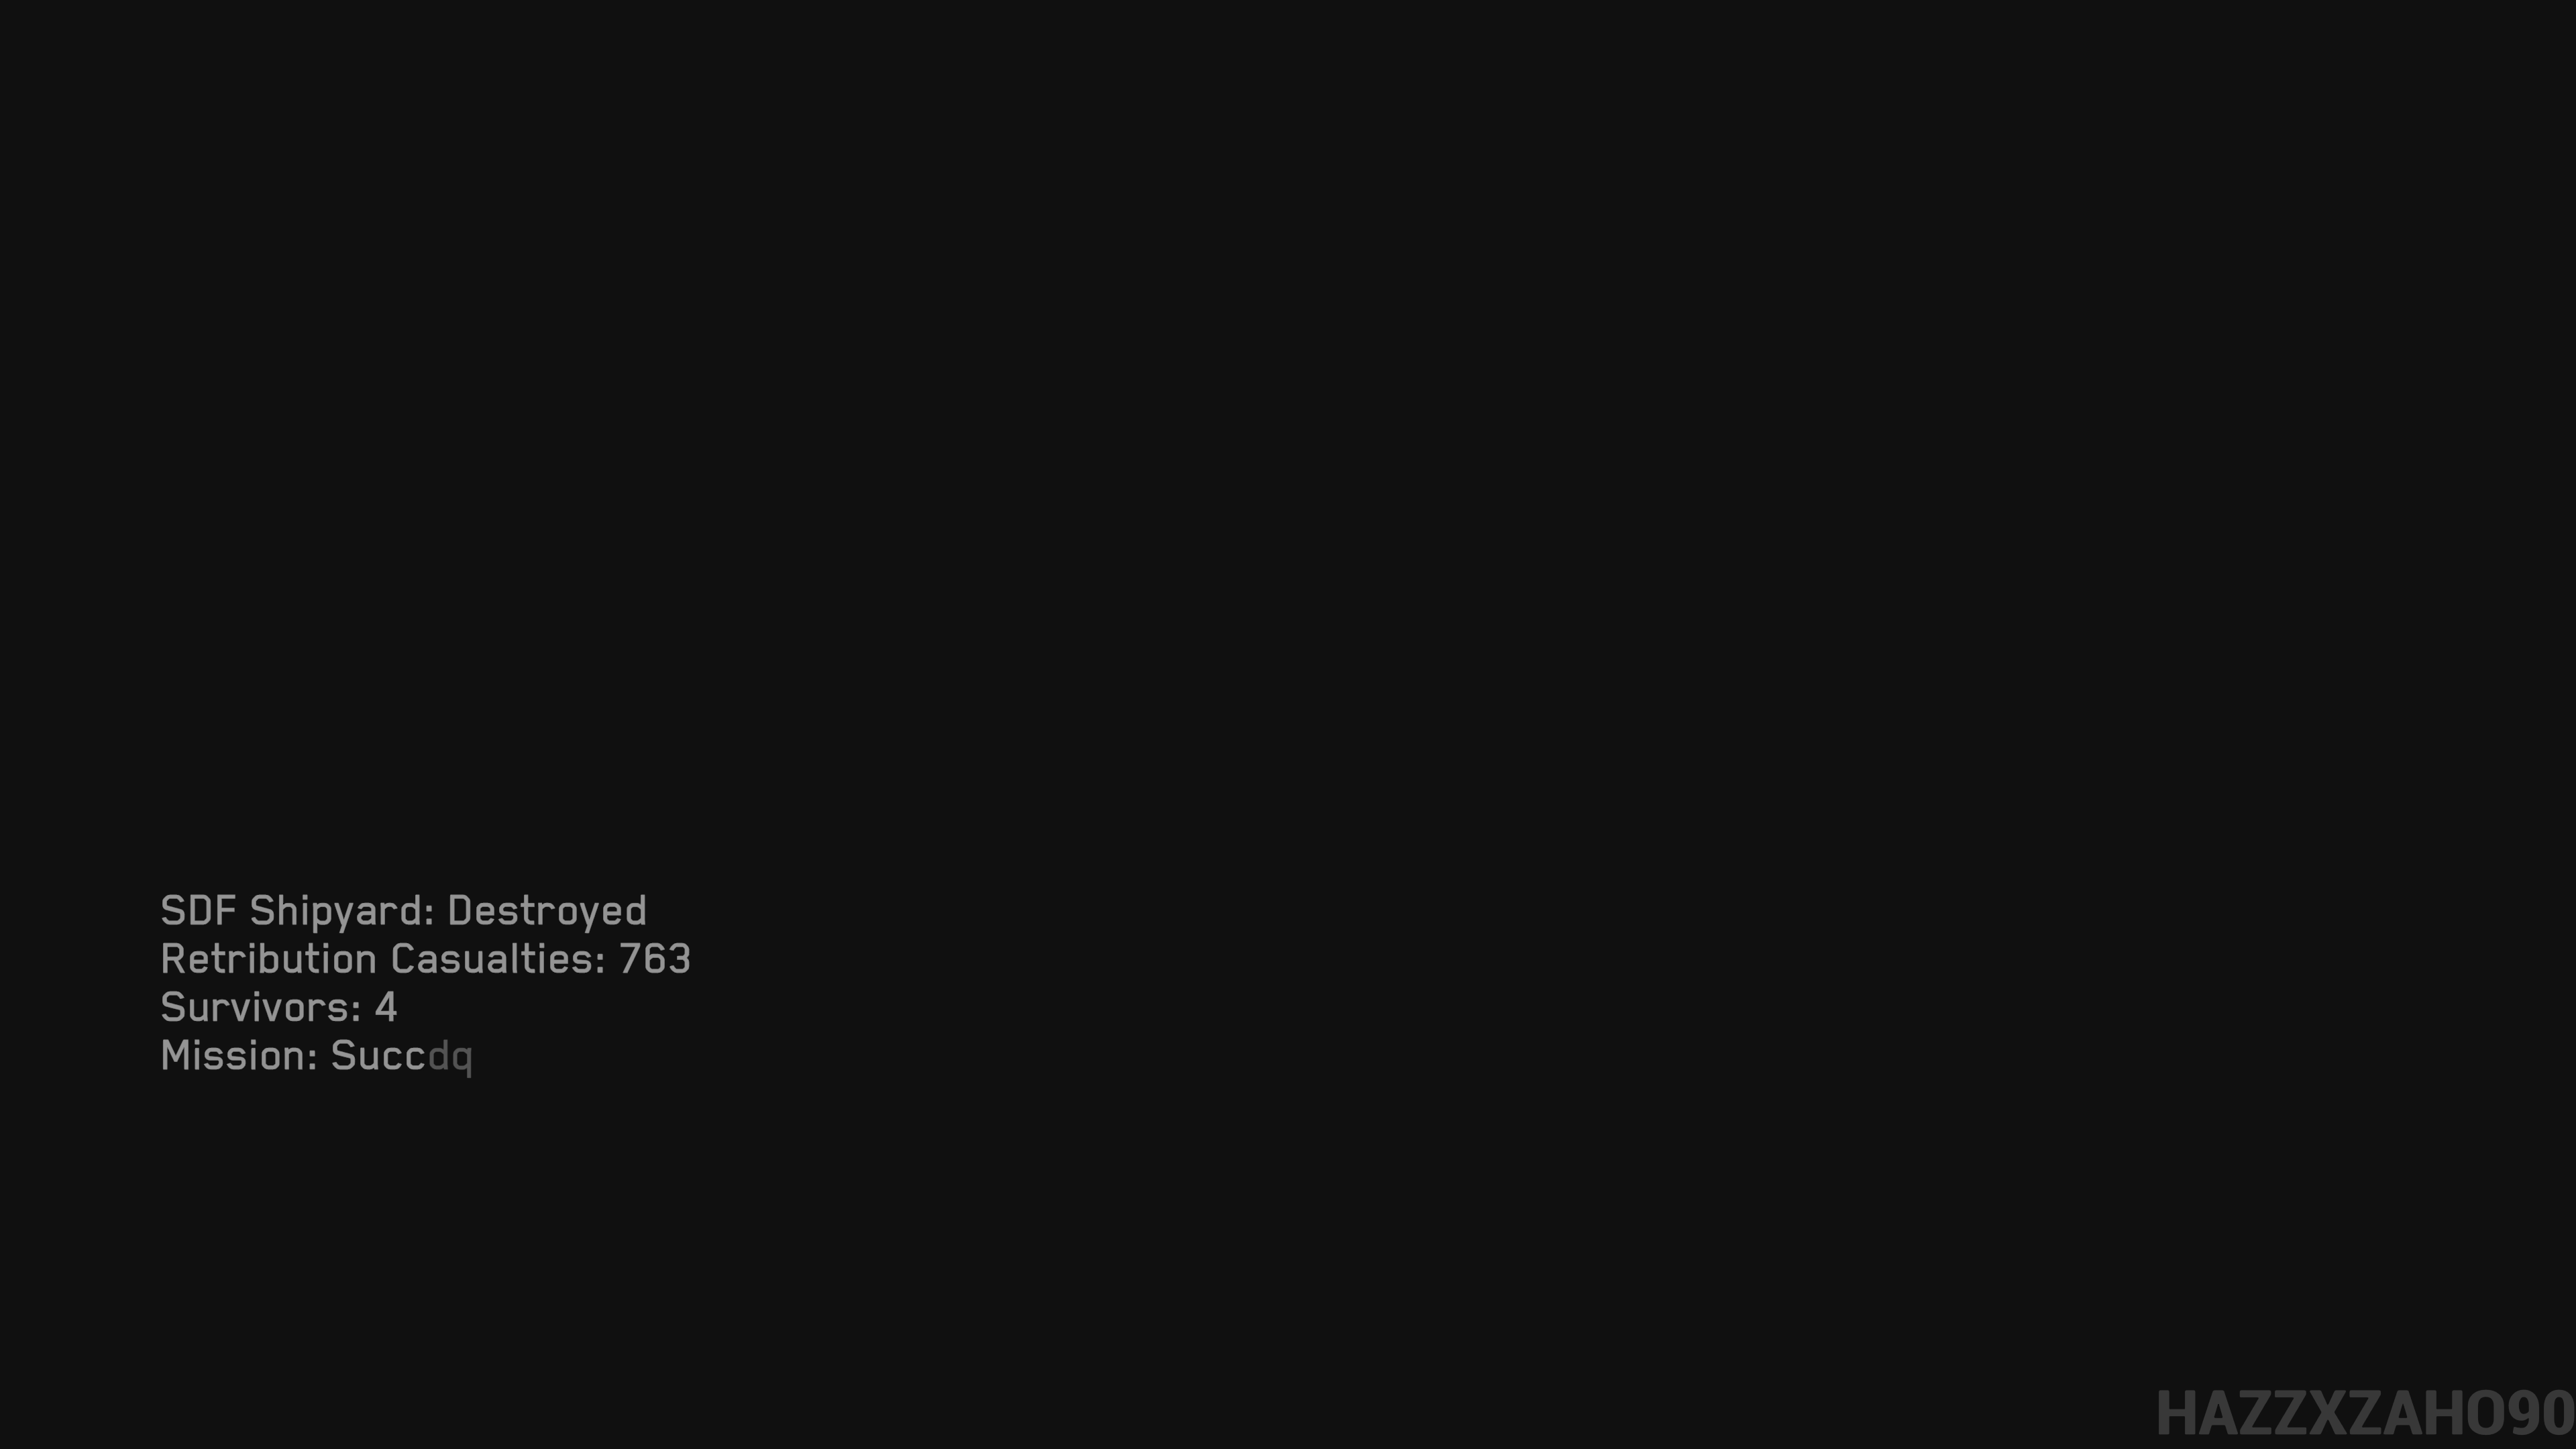 SDF Shipyard: Destroyed
Retribution Casualties: 763
Survivors: 4
Mission: Succdq
HAZZXZAHO90